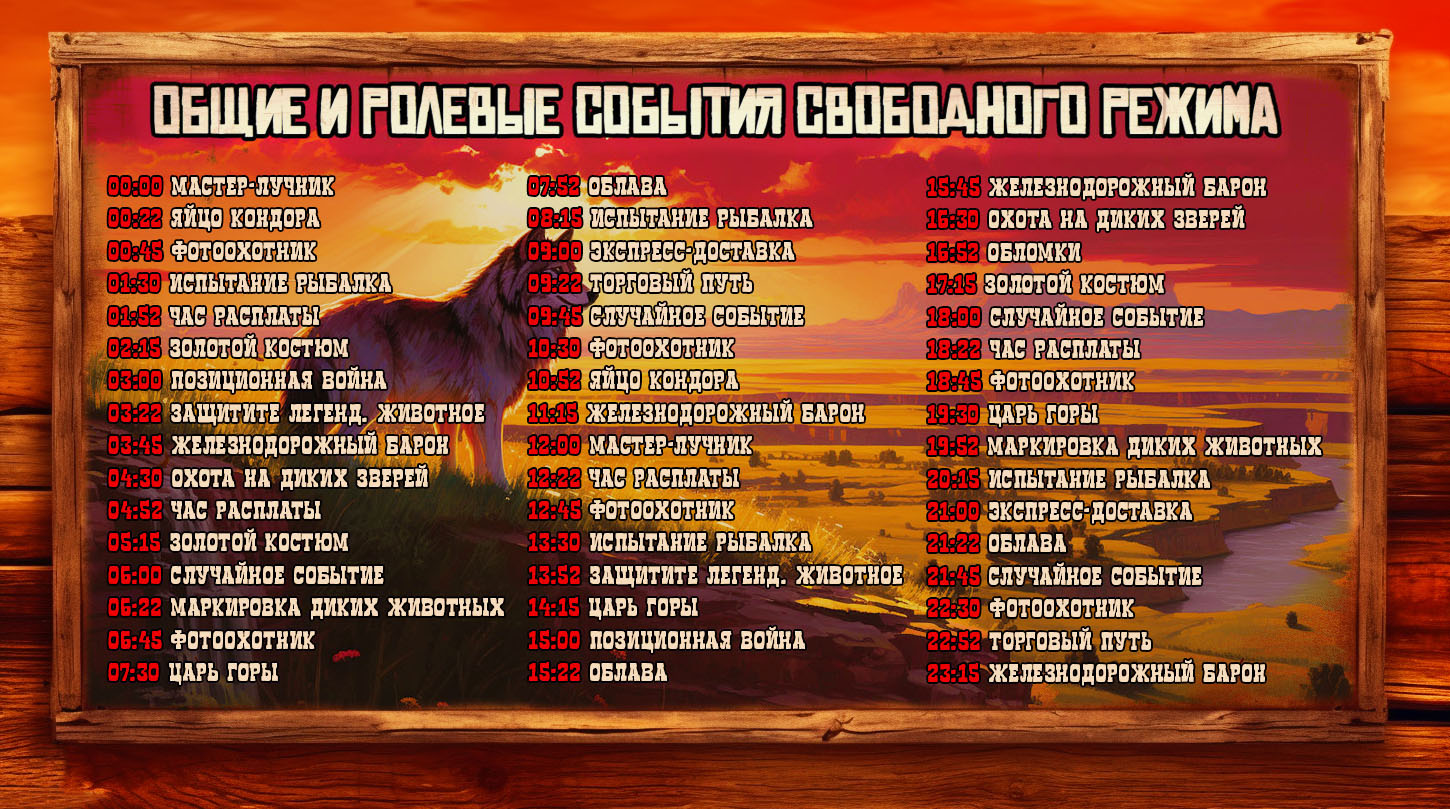 ОБЩИЕ И РОЛЕВЫЕ СОБЫТИЯ СВОБОДНОГО РЕЖИМА
00:00 МАСТЕР-ЛУЧНИК
00:22 ЯЙЦО КОНДОРА
00:45 ФОТООХОТНИК
01:30 ИСПЫТАНИЕ РЫБАЛКА
01:52 ЧАС РАСПЛАТЫ
02:15 ЗОЛОТОЙ КОСТЮМ
03:00 ПОЗИЦИОННАЯ ВОЙНА
03:22 ЗАЩИТИТЕ ЛЕГЕНД. ЖИВОТНОЕ
03:45 ЖЕЛЕЗНОДОРОЖНЫЙ БАРОН
04:30 ОХОТА НА ДИКИХ ЗВЕРЕЙ
04:52 ЧАС РАСПЛАТЫ
05:15 ЗОЛОТОЙ КОСТЮМ
06:00 СЛУЧАЙНОЕ СОБЫТИЕ
06:22 МАРКИРОВКА ДИКИХ ЖИВОТНЫХ
06:45 ФОТООХОТНИК
07:30 ЦАРЬ ГОРЫ
07:52 ОБЛАВА
08:15 ИСПЫТАНИЕ РЫБАЛКА
09:00 ЭКСПРЕСС-ДОСТАВКА
09:22 ТОРГОВЫЙ ПУТЬ
09:45 СЛУЧАЙНОЕ СОБЫТИЕ
10:30 ФОТООХОТНИК
10:52 ЯЙЦО КОНДОРА
11:15 ЖЕЛЕЗНОДОРОЖНЫЙ БАРОН
12:00 МАСТЕР-ЛУЧНИК
12:22 ЧАС РАСПЛАТЫ
12:45 ФОТООХОТНИК
13:30 ИСПЫТАНИЕ РЫБАЛКА
13:52 ЗАЩИТИТЕ ЛЕГЕНД. ЖИВОТНОЕ
14:15 ЦАРЬ ГОРЫ
15:00 ПОЗИЦИОННАЯ ВОЙНА
15:22 ОБЛАВА
15:45 ЖЕЛЕЗНОДОРОЖНЫЙ БАРОН
16:30 ОХОТА НА ДИКИХ ЗВЕРЕЙ
16:52 ОБЛОМКИ
17:15 ЗОЛОТОЙ КОСТЮМ
18:00 СЛУЧАЙНОЕ СОБЫТИЕ
18:22 ЧАС РАСПЛАТЫ
18:45 ФОТООХОТНИК
19:30 ЦАРЬ ГОРЫ
19:52 МАРКИРОВКА ДИКИХ ЖИВОТНЫХ
20:15 ИСПЫТАНИЕ РЫБАЛКА
21:00 ЭКСПРЕСС-ДОСТАВКА
21:22 ОБЛАВА
21:45 СЛУЧАЙНОЕ СОБЫТИЕ
22:30 ФОТООХОТНИК
22:52 ТОРГОВЫЙ ПУТЬ
23:15 ЖЕЛЕЗНОДОРОЖНЫЙ БАРОН